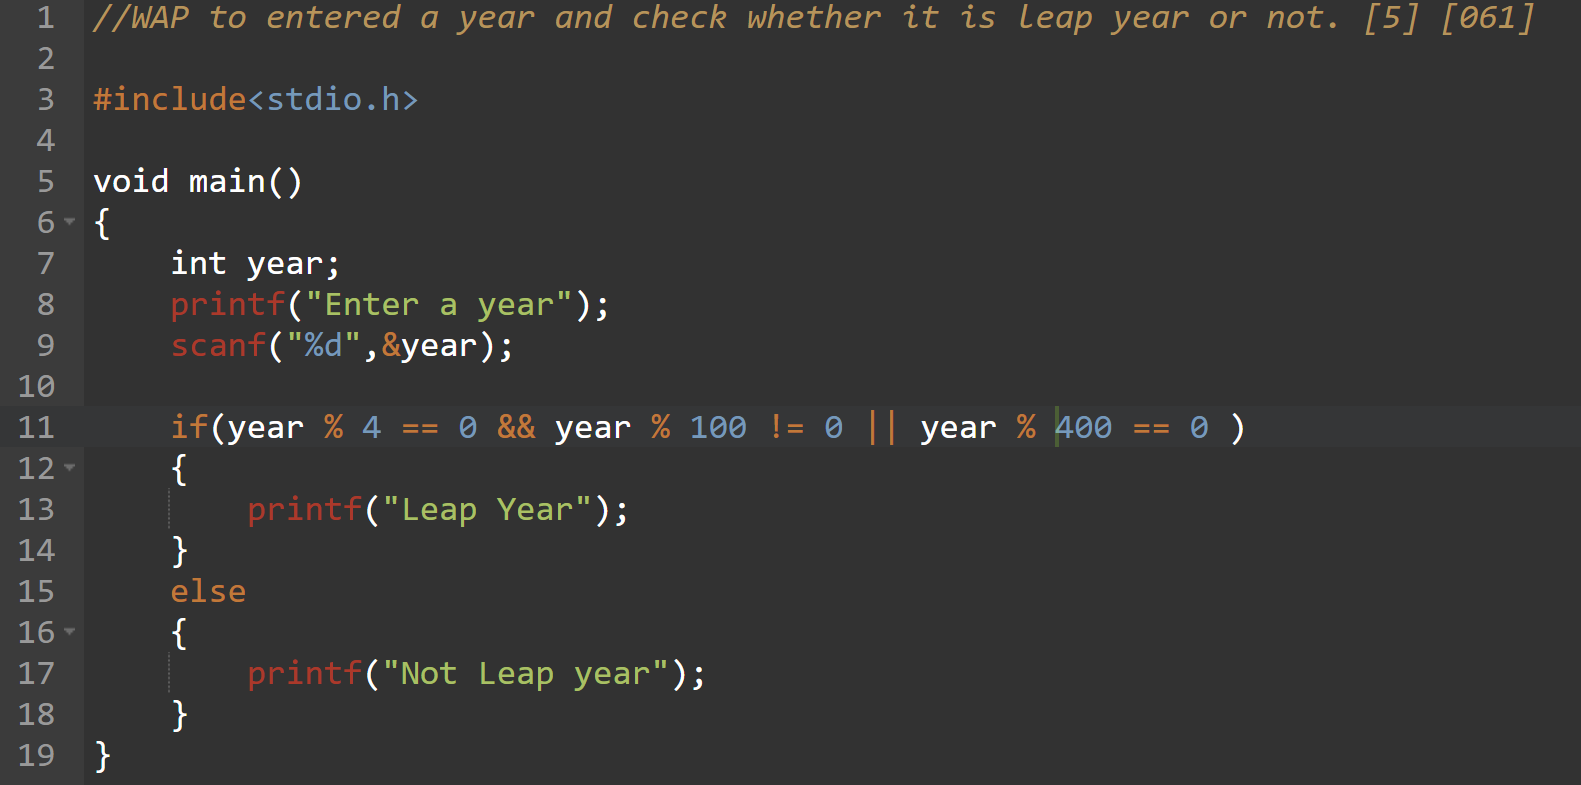 1 //WAP to entered a year and check whether it is leap year or not. [5] [061]
2
3 #include<stdio.h>
4
5 void main()
6 {
7     int year;
8     printf("Enter a year");
9     scanf("%d",&year);
10
11     if(year % 4 == 0 && year % 100 != 0 || year % 400 == 0 )
12     {
13         printf("Leap Year");
14     }
15     else
16     {
17         printf("Not Leap year");
18     }
19 }